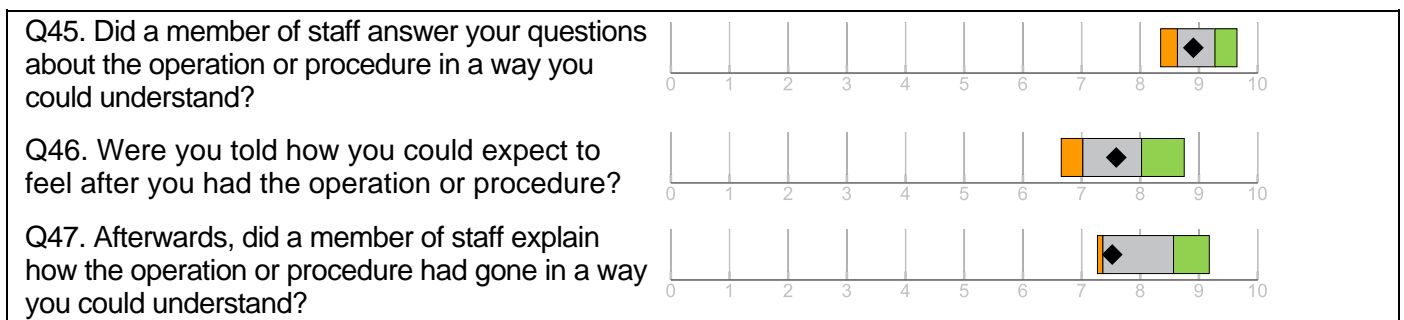 Q45. Did a member of staff answer your questions
about the operation or procedure in a way you
could understand?
0 1 2 3 4 5 6 7 8 9 10
Q46. Were you told how you could expect to
feel after you had the operation or procedure?
0 1 2 3 4 5 6 7 8 9 10
Q47. Afterwards, did a member of staff explain
how the operation or procedure had gone in a way
you could understand?
0 1 2 3 4 5 6 7 8 9 10